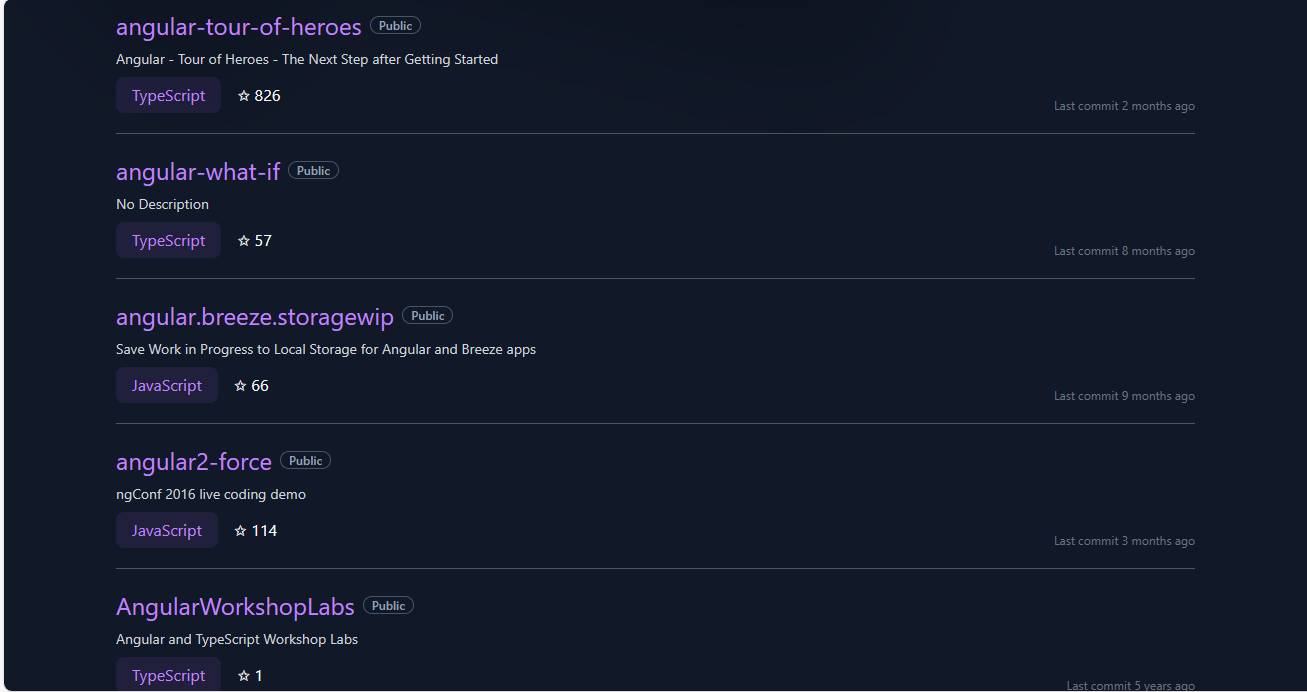 angular-tour-of-heroes Public
Angular - Tour of Heroes - The Next Step after Getting Started
TypeScript ☆ 826
Last commit 2 months ago
angular-what-if Public
No Description
TypeScript ☆ 57
Last commit 8 months ago
angular.breeze.storagewip Public
Save Work in Progress to Local Storage for Angular and Breeze apps
JavaScript ☆ 66
Last commit 9 months ago
angular2-force Public
ngConf 2016 live coding demo
JavaScript ☆ 114
Last commit 3 months ago
AngularWorkshopLabs Public
Angular and TypeScript Workshop Labs
TypeScript ☆ 1
Last commit 5 years ago